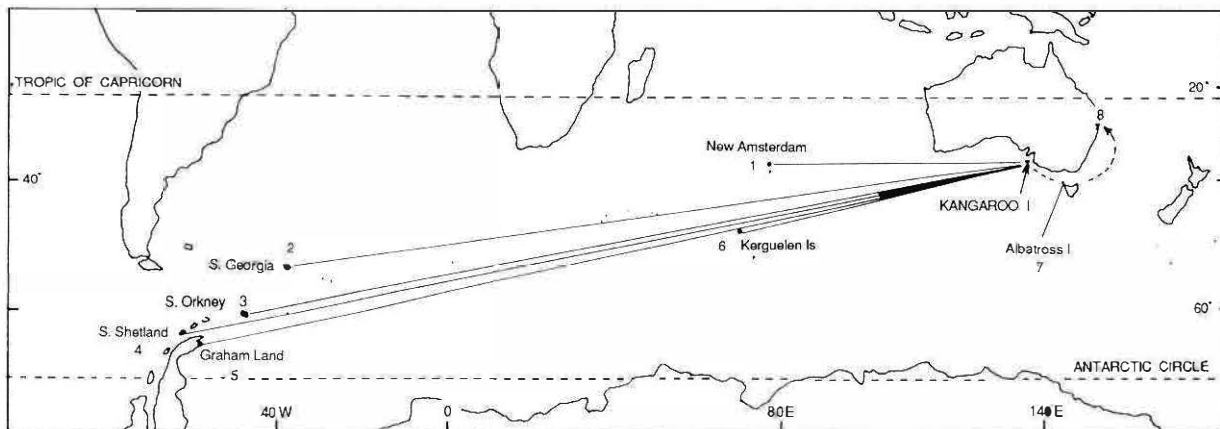 TROPIC OF CAPRICORN
20°
8
New Amsterdam
1
40°
KANGAROO I
2
6
Kerguelen Is
Albatross I
7
S. Georgia
S. Orkney
3
60°
S. Shetland
4
Graham Land
5
ANTARCTIC CIRCLE
40 W
0
80 E
140 E